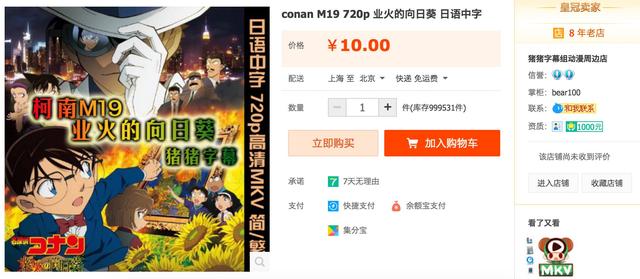 conan M19 720p 业火的向日葵 日语中字
价格
¥10.00
配送
上海 至 北京
快递 免运费
数量
1
件(库存999531件)
立即购买
加入购物车
承诺
7天无理由
支付
快捷支付
余额宝支付
集分宝
日语中字 720p高清MKV 简/繁
柯南M19
业火的向日葵
猪猪字幕
名探偵
コナン
業火の向日葵
皇冠卖家
8 年老店
猪猪字幕组动漫周边店
信誉:
掌柜: bear100
联系: 和我联系
资质: 1000元
该店铺尚未收到评价
进入店铺
收藏店铺
看了又看
MKV